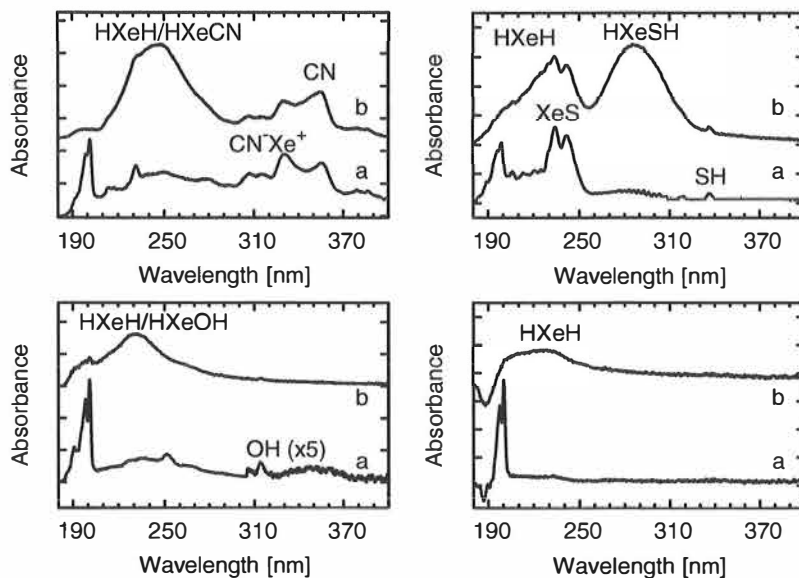 HXeH/HXeCN
CN
b
CN⁻Xe⁺
a
Absorbance
190 250 310 370
Wavelength [nm]
HXeSH
HXeH
b
XeS
SH
a
Absorbance
190 250 310 370
Wavelength [nm]
HXeH/HXeOH
b
OH (x5)
a
Absorbance
190 250 310 370
Wavelength [nm]
HXeH
b
a
Absorbance
190 250 310 370
Wavelength [nm]